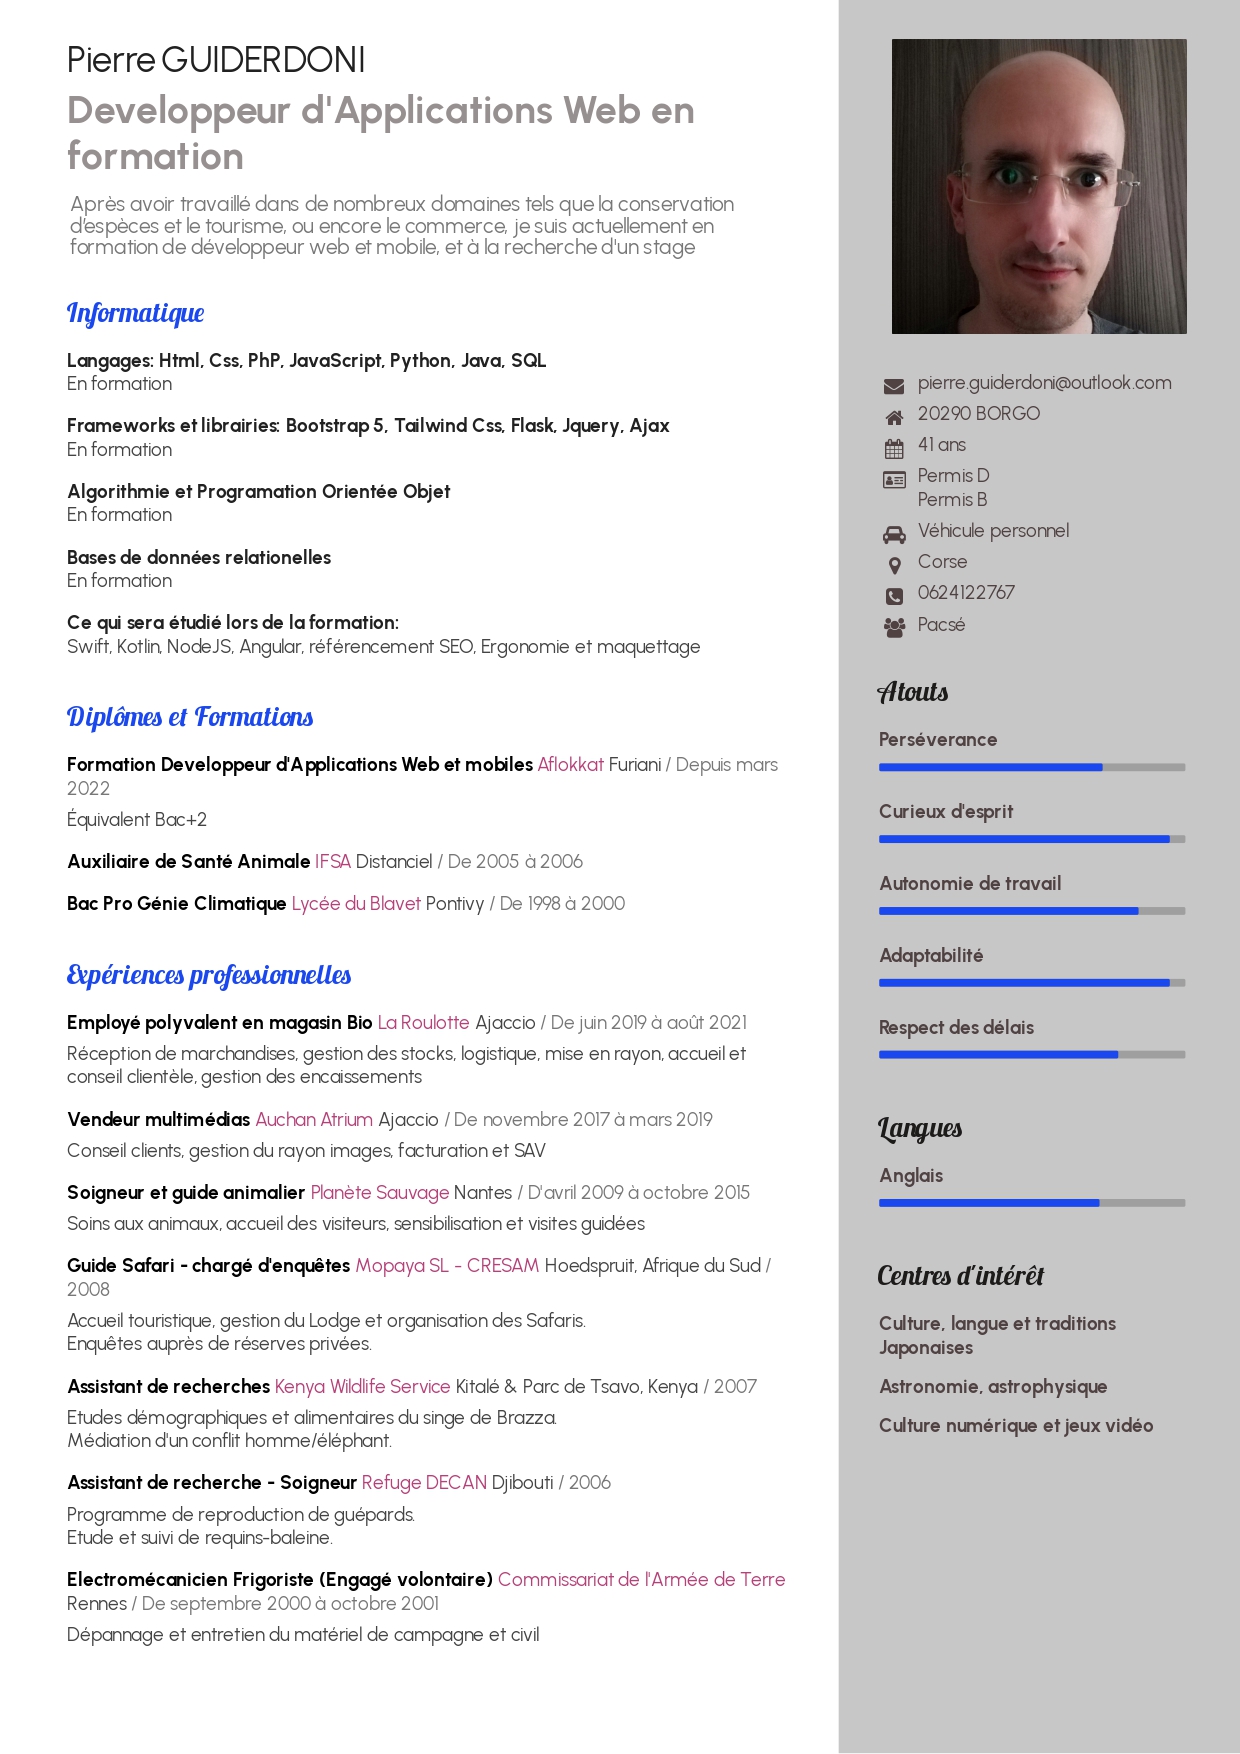 Pierre GUIDERDONI
Developpeur d'Applications Web en
formation
Après avoir travaillé dans de nombreux domaines tels que la conservation
d'espèces et le tourisme, ou encore le commerce, je suis actuellement en
formation de développeur web et mobile, et à la recherche d'un stage
Informatique
Langages: Html, Css, PhP, JavaScript, Python, Java, SQL
En formation
Frameworks et librairies: Bootstrap 5, Tailwind Css, Flask, Jquery, Ajax
En formation
Algorithmie et Programation Orientée Objet
En formation
Bases de données relationelles
En formation
Ce qui sera étudié lors de la formation:
Swift, Kotlin, NodeJS, Angular, référencement SEO, Ergonomie et maquettage
Diplômes et Formations
Formation Developpeur d'Applications Web et mobiles Aflokkat Furiani / Depuis mars
2022
Équivalent Bac+2
Auxiliaire de Santé Animale IFSA Distanciel / De 2005 à 2006
Bac Pro Génie Climatique Lycée du Blavet Pontivy / De 1998 à 2000
Expériences professionnelles
Employé polyvalent en magasin Bio La Roulotte Ajaccio / De juin 2019 à août 2021
Réception de marchandises, gestion des stocks, logistique, mise en rayon, accueil et
conseil clientèle, gestion des encaissements
Vendeur multimédias Auchan Atrium Ajaccio / De novembre 2017 à mars 2019
Conseil clients, gestion du rayon images, facturation et SAV
Soigneur et guide animalier Planète Sauvage Nantes / D'avril 2009 à octobre 2015
Soins aux animaux, accueil des visiteurs, sensibilisation et visites guidées
Guide Safari - chargé d'enquêtes Mopaya SL - CRESAM Hoedspruit, Afrique du Sud /
2008
Accueil touristique, gestion du Lodge et organisation des Safaris.
Enquêtes auprès de réserves privées.
Assistant de recherches Kenya Wildlife Service Kitalé & Parc de Tsavo, Kenya / 2007
Etudes démographiques et alimentaires du singe de Brazza.
Médiation d'un conflit homme/éléphant.
Assistant de recherche - Soigneur Refuge DECAN Djibouti / 2006
Programme de reproduction de guépards.
Etude et suivi de requins-baleine.
Electromécanicien Frigoriste (Engagé volontaire) Commissariat de l'Armée de Terre
Rennes / De septembre 2000 à octobre 2001
Dépannage et entretien du matériel de campagne et civil
pierre.guiderdoni@outlook.com
20290 BORGO
41 ans
Permis D
Permis B
Véhicule personnel
Corse
0624122767
Pacsé
Atouts
Persévérance
Curieux d'esprit
Autonomie de travail
Adaptabilité
Respect des délais
Langues
Anglais
Centres d'intérêt
Culture, langue et traditions
Japonaises
Astronomie, astrophysique
Culture numérique et jeux vidéo